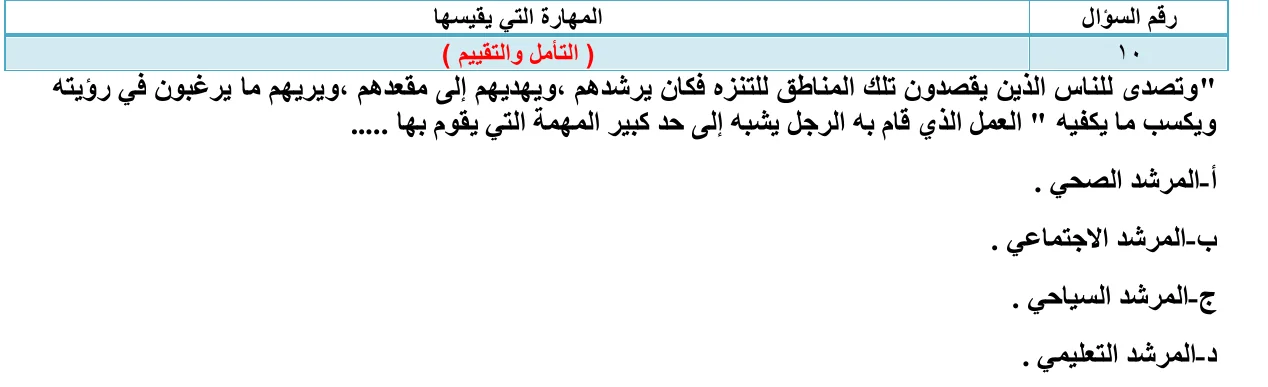 رقم السؤال المهارة التي يقيسها
١٠ ( التأمل والتقييم )
"وتصدى للناس الذين يقصدون تلك المناطق للتنزه فكان يرشدهم ،ويهديهم إلى مقعدهم ،ويريهم ما يرغبون في رؤيته
ويكسب ما يكفيه " العمل الذي قام به الرجل يشبه إلى حد كبير المهمة التي يقوم بها .....
أ-المرشد الصحي .
ب-المرشد الاجتماعي .
ج-المرشد السياحي .
د-المرشد التعليمي .